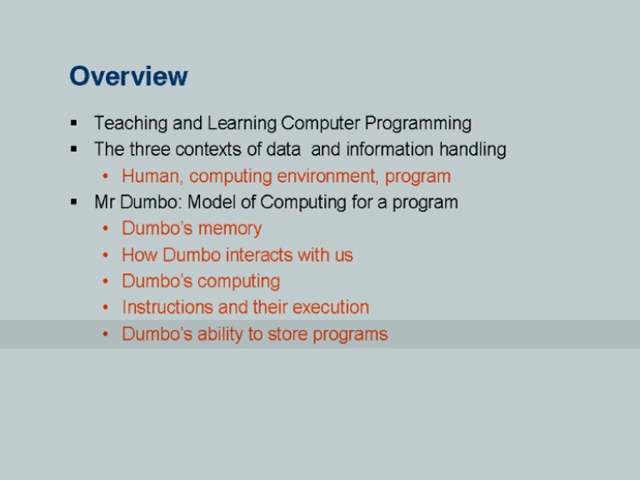 Overview
▪ Teaching and Learning Computer Programming
▪ The three contexts of data and information handling
• Human, computing environment, program
▪ Mr Dumbo: Model of Computing for a program
• Dumbo's memory
• How Dumbo interacts with us
• Dumbo's computing
• Instructions and their execution
• Dumbo's ability to store programs